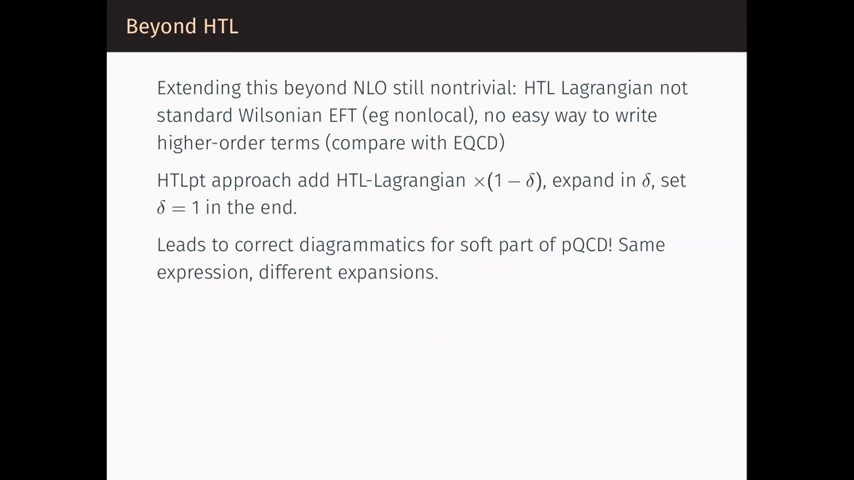 Beyond HTL
Extending this beyond NLO still nontrivial: HTL Lagrangian not
standard Wilsonian EFT (eg nonlocal), no easy way to write
higher-order terms (compare with EQCD)
HTLpt approach add HTL-Lagrangian ×(1 − δ), expand in δ, set
δ = 1 in the end.
Leads to correct diagrammatics for soft part of pQCD! Same
expression, different expansions.